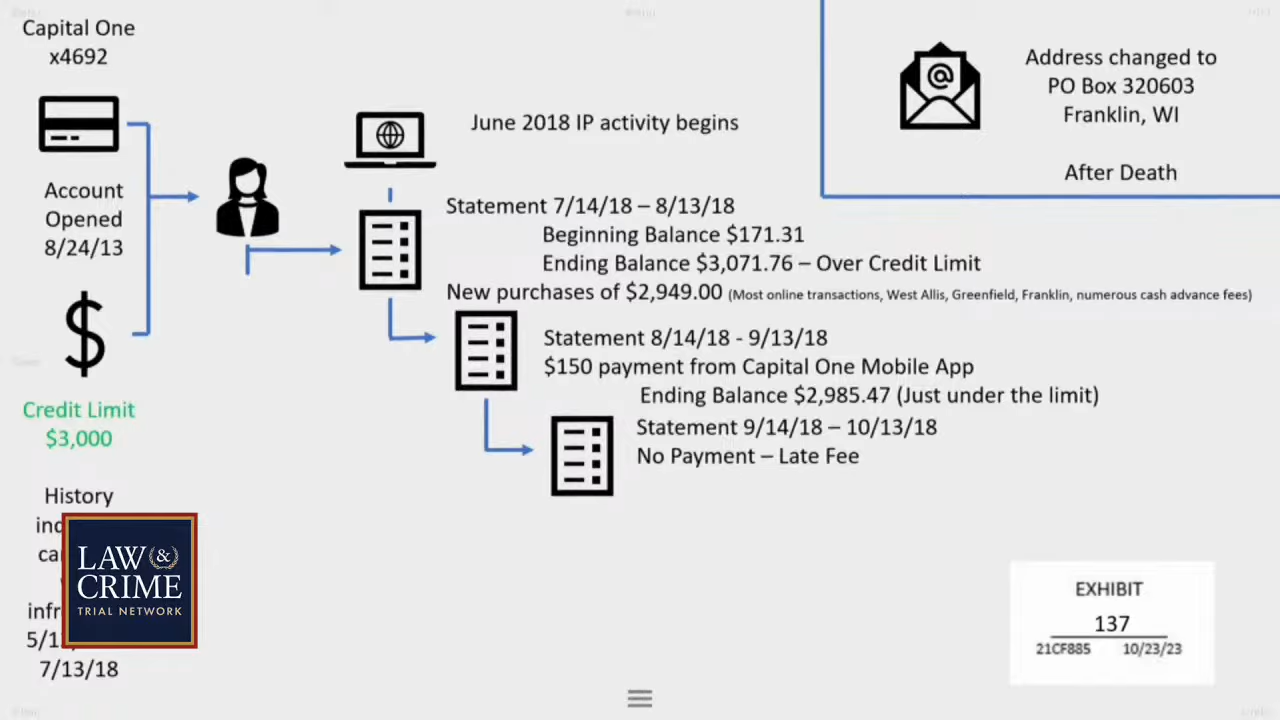 Capital One
x4692
Account
Opened
8/24/13
Credit Limit
$3,000
History
7/13/18
June 2018 IP activity begins
Statement 7/14/18 – 8/13/18
Beginning Balance $171.31
Ending Balance $3,071.76 – Over Credit Limit
New purchases of $2,949.00 (Most online transactions, West Allis, Greenfield, Franklin, numerous cash advance fees)
Statement 8/14/18 - 9/13/18
$150 payment from Capital One Mobile App
Ending Balance $2,985.47 (Just under the limit)
Statement 9/14/18 – 10/13/18
No Payment – Late Fee
Address changed to
PO Box 320603
Franklin, WI
After Death
LAW &
CRIME
TRIAL NETWORK
EXHIBIT
137
21CF885 10/23/23